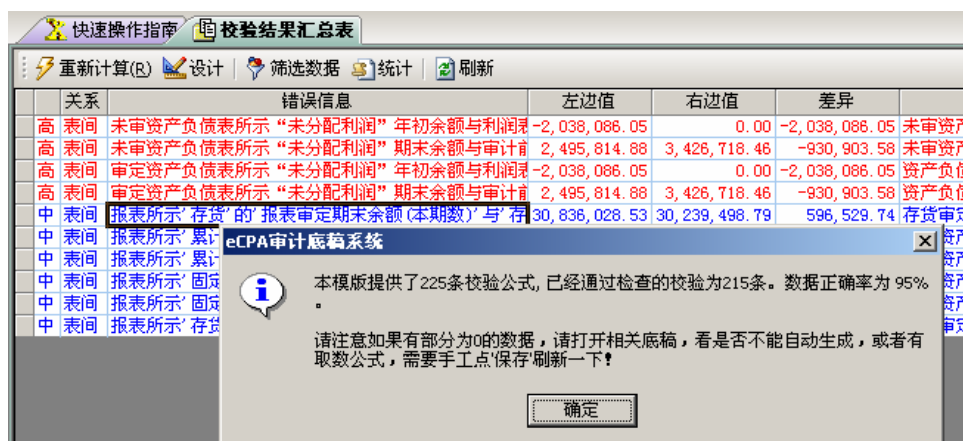 快速操作指南 校验结果汇总表
重新计算(R) 设计 筛选数据 统计 刷新
关系 错误信息 左边值 右边值 差异
高 表间 未审资产负债表所示“未分配利润”年初余额与利润表 -2,038,086.05 0.00 -2,038,086.05 未审资产
高 表间 未审资产负债表所示“未分配利润”期末余额与审计前 2,495,814.88 3,426,718.46 -930,903.58 未审资产
高 表间 审定资产负债表所示“未分配利润”年初余额与利润表 -2,038,086.05 0.00 -2,038,086.05 资产负债
高 表间 审定资产负债表所示“未分配利润”期末余额与审计前 2,495,814.88 3,426,718.46 -930,903.58 资产负债
中 表间 报表所示'存货'的'报表审定期末余额(本期数)'与'存 30,836,028.53 30,239,498.79 596,529.74 存货审定
中 表间 报表所示'累计
中 表间 报表所示'累计
中 表间 报表所示'固定
中 表间 报表所示'固定
中 表间 报表所示'存货
eCPA审计底稿系统
本模版提供了225条校验公式,已经通过检查的校验为215条。数据正确率为 95%
。
请注意如果有部分为0的数据，请打开相关底稿，看是否不能自动生成，或者有
取数公式，需要手工点'保存'刷新一下!
确定